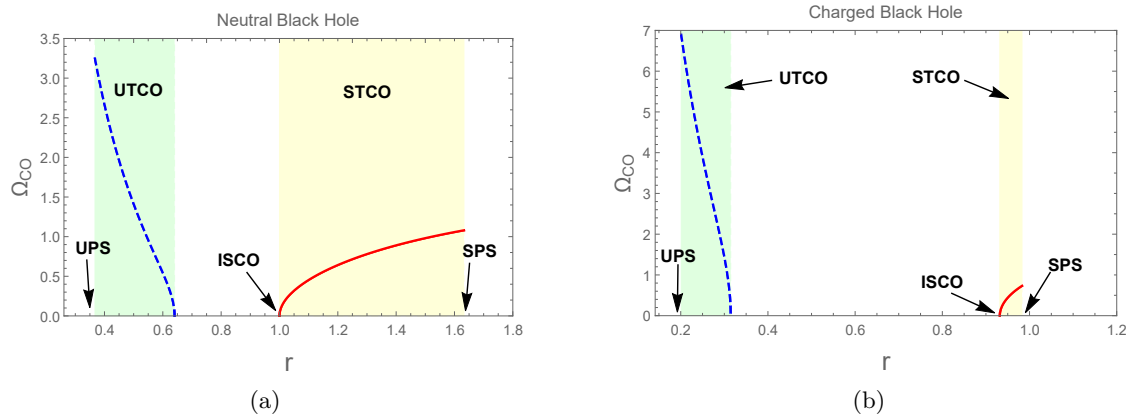 Neutral Black Hole
3.5
3.0
2.5
2.0
1.5
1.0
0.5
0.0
Ω_CO
UTCO
STCO
UPS
ISCO
SPS
0.4 0.6 0.8 1.0 1.2 1.4 1.6 1.8
r
(a)
Charged Black Hole
7
6
5
4
3
2
1
0
Ω_CO
UTCO
STCO
UPS
ISCO
SPS
0.2 0.4 0.6 0.8 1.0 1.2
r
(b)